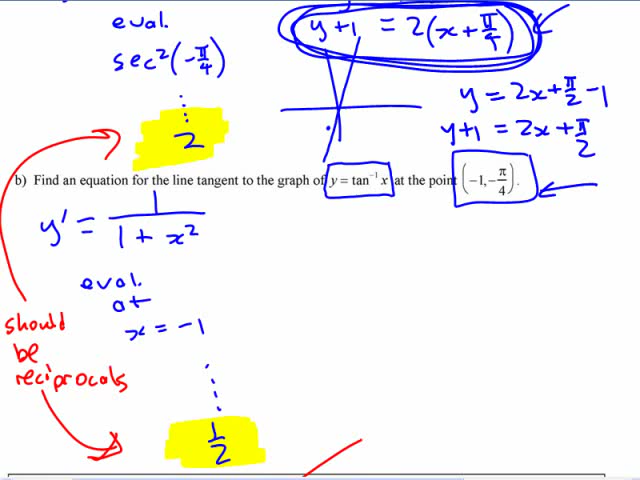 eval.
sec²(-π/4)
2
y+1 = 2(x+π/4)
y = 2x+π/2 -1
y+1 = 2x+π/2
b) Find an equation for the line tangent to the graph of y = tan⁻¹ x at the point (-1, -π/4).
y' = 1/(1 + x²)
eval.
at
x = -1
should
be
reciprocals
1/2